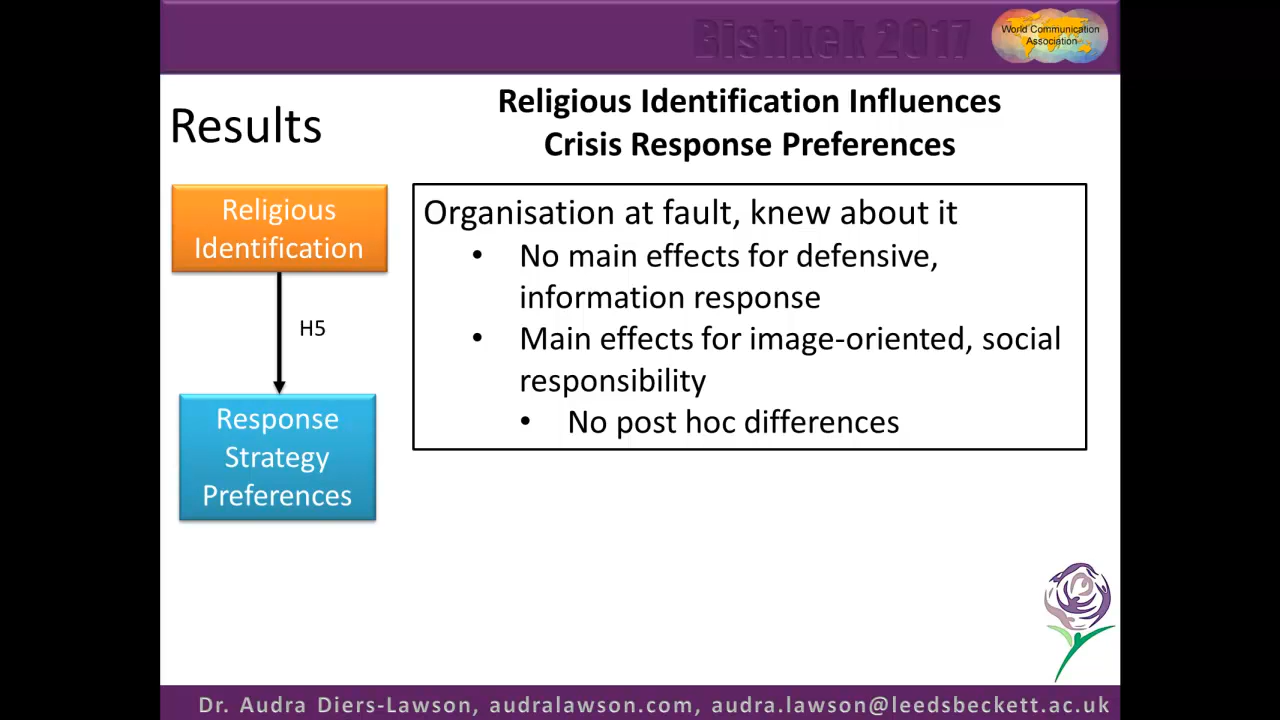 Bishkek 2017
World Communication
Association
Results
Religious Identification Influences
Crisis Response Preferences
Religious
Identification
H5
Response
Strategy
Preferences
Organisation at fault, knew about it
• No main effects for defensive,
information response
• Main effects for image-oriented, social
responsibility
• No post hoc differences
Dr. Audra Diers-Lawson, audralawson.com, audra.lawson@leedsbeckett.ac.uk